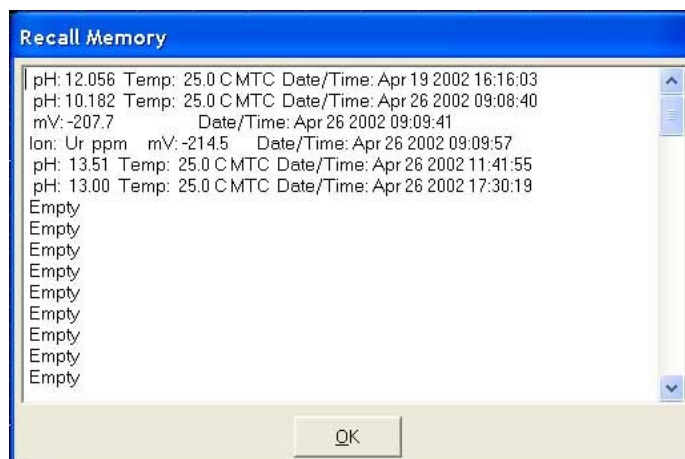 Recall Memory
pH: 12.056 Temp: 25.0 C MTC Date/Time: Apr 19 2002 16:16:03
pH: 10.182 Temp: 25.0 C MTC Date/Time: Apr 26 2002 09:08:40
mV: -207.7 Date/Time: Apr 26 2002 09:09:41
Ion: Ur ppm mV: -214.5 Date/Time: Apr 26 2002 09:09:57
pH: 13.51 Temp: 25.0 C MTC Date/Time: Apr 26 2002 11:41:55
pH: 13.00 Temp: 25.0 C MTC Date/Time: Apr 26 2002 17:30:19
Empty
Empty
Empty
Empty
Empty
Empty
Empty
Empty
Empty
OK